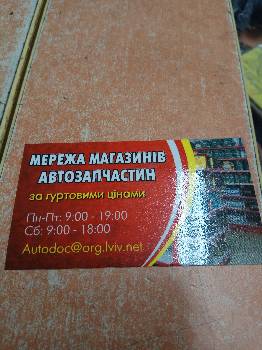 МЕРЕЖА МАГАЗИНІВ
АВТОЗАПЧАСТИН
за гуртовими цінами
Пн-Пт: 9:00 - 19:00
Сб: 9:00 - 18:00
Autodoc@org.lviv.net